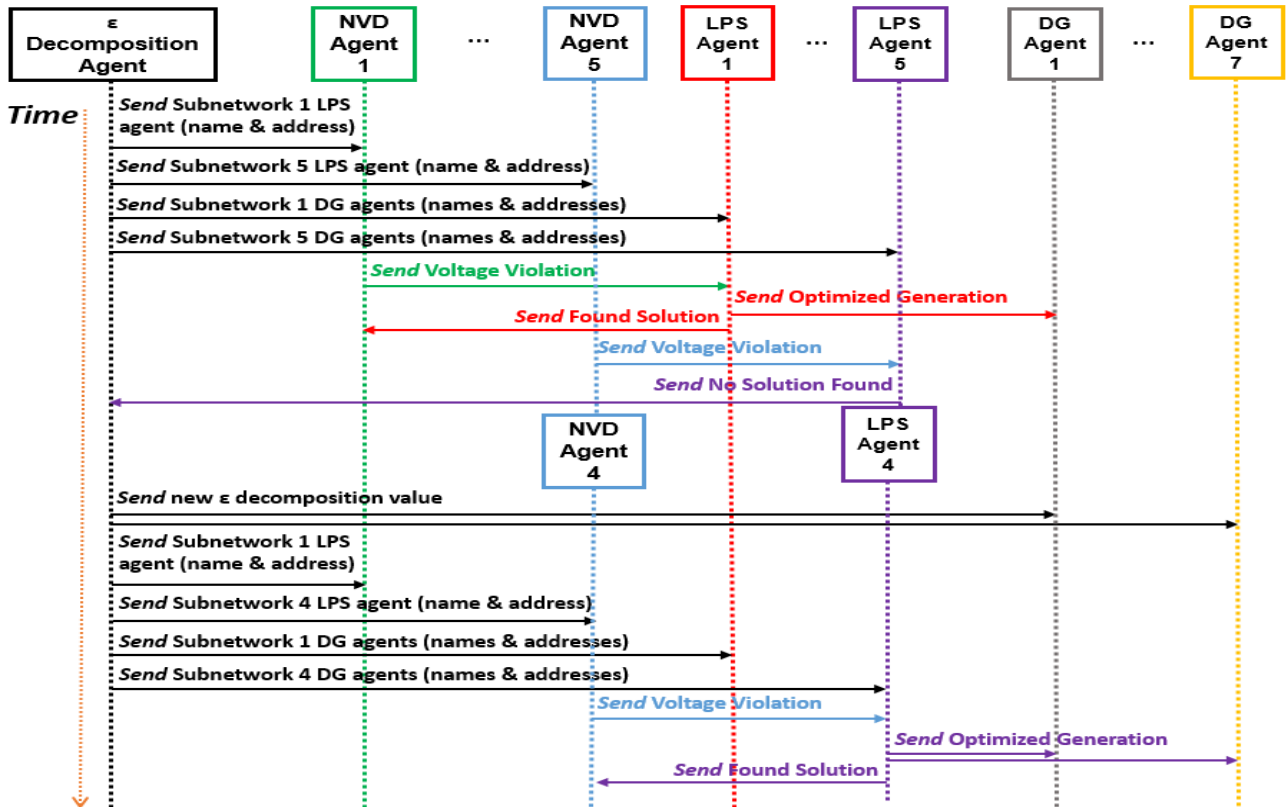 ε
Decomposition
Agent
NVD
Agent
1
...
NVD
Agent
5
LPS
Agent
1
...
LPS
Agent
5
DG
Agent
1
...
DG
Agent
7
Time
Send Subnetwork 1 LPS
agent (name & address)
Send Subnetwork 5 LPS agent (name & address)
Send Subnetwork 1 DG agents (names & addresses)
Send Subnetwork 5 DG agents (names & addresses)
Send Voltage Violation
Send Optimized Generation
Send Found Solution
Send Voltage Violation
Send No Solution Found
NVD
Agent
4
LPS
Agent
4
Send new ε decomposition value
Send Subnetwork 1 LPS
agent (name & address)
Send Subnetwork 4 LPS agent (name & address)
Send Subnetwork 1 DG agents (names & addresses)
Send Subnetwork 4 DG agents (names & addresses)
Send Voltage Violation
Send Optimized Generation
Send Found Solution